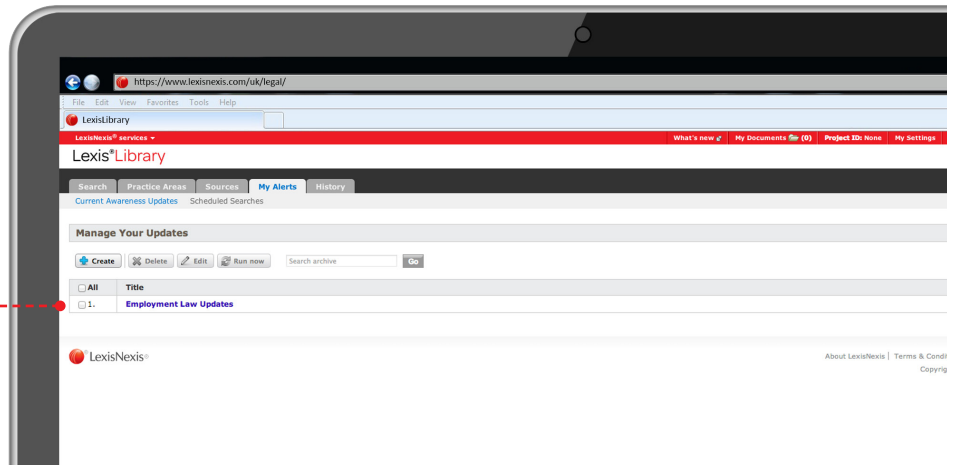 https://www.lexisnexis.com/uk/legal/
File Edit View Favorites Tools Help
LexisLibrary
LexisNexis® services What's new My Documents (0) Project ID: None My Settings
Lexis®Library
Search Practice Areas Sources My Alerts History
Current Awareness Updates Scheduled Searches
Manage Your Updates
Create Delete Edit Run now Search archive Go
All Title
1. Employment Law Updates
LexisNexis® About LexisNexis | Terms & Condi
Copyrig